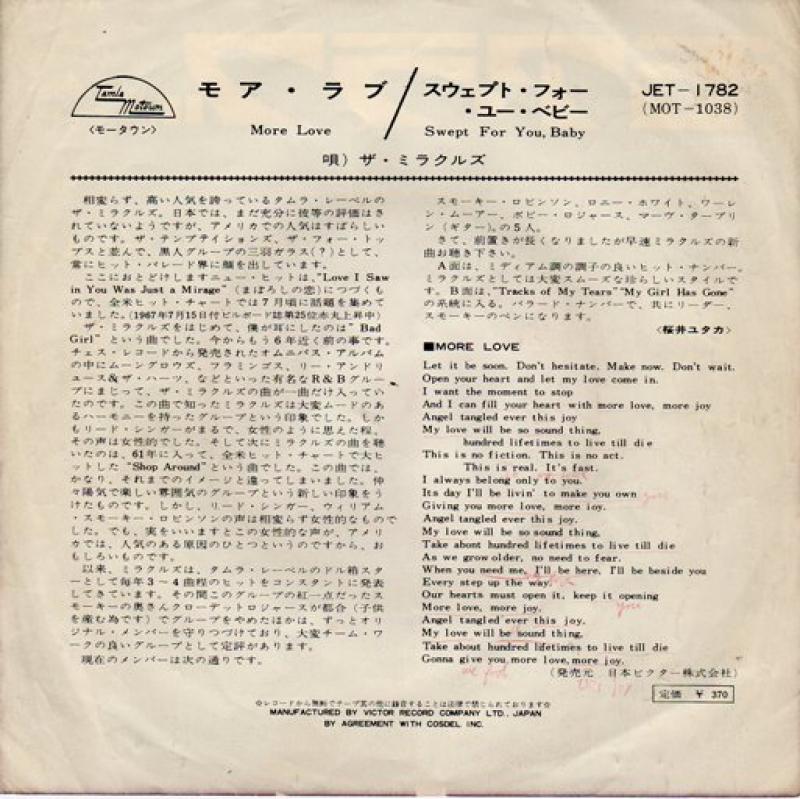 Tamla Motown
〈モータウン〉
モア・ラブ
More Love
スウェプト・フォー
・ユー・ベビー
Swept For You, Baby
JET-1782
(MOT-1038)
唄) ザ・ミラクルズ
相変らず、高い人気を誇っているタムラ・レーベルの
ザ・ミラクルズ。日本では、まだ充分に彼等の評価はさ
れていないようですが、アメリカでの人気はすばらしい
ものです。ザ・テンプテイションズ、ザ・フォー・トッ
プスと並んで、黒人グループの三羽ガラス(?)として、
常にヒット・パレード界に顔を出しています。
ここにおとどけしますニュー・ヒットは、"Love I Saw
in You Was Just a Mirage" (まぼろしの恋)につづくも
ので、全米ヒット・チャートでは7月頃に話題を集めて
いました。(1967年7月15日付ビルボード誌第25位赤丸上昇中)
ザ・ミラクルズをはじめて、僕が耳にしたのは"Bad
Girl" という曲でした。今からもう6年近く前の事です。
チェス・レコードから発売されたオムニバス・アルバム
の中にムーングロウズ、フラミンゴス、リー・アンドリ
ュース&ザ・ハーツ、などといった有名なR&Bグルー
プにまじって、ザ・ミラクルズの曲が一曲だけ入ってい
たのです。この曲で知ったミラクルズは大変ムードのあ
るハーモニーを持ったグループという印象でした。しか
もリード・シンガーがまるで、女性のように思えた程、
その声は女性的でした。そして次にミラクルズの曲を聴
いたのは、61年に入って、全米ヒット・チャートで大ヒ
ットした "Shop Around"という曲でした。この曲では、
かなり、それまでのイメージと違ってしまいました。仲
々陽気で楽しい雰囲気のグループという新しい印象をう
けたものです。しかし、リード・シンガー、ウィリアム
・スモーキー・ロビンソンの声は相変らず女性的なもので
した。でも、実をいいますとこの女性的な声が、アメリ
カでは、人気のある原因のひとつというのですから、お
もしろいものです。
以来、ミラクルズは、タムラ・レーベルのドル箱スタ
ーとして毎年3〜4曲程のヒットをコンスタントに発表
してきています。その間このグループの紅一点だったス
モーキーの奥さんクローデットロジャースが都合(子供
を産む為です)でグループをやめたほかは、ずっとオリ
ジナル・メンバーを守りつづけており、大変チーム・ワ
ークの良いグループとして定評があります。
現在のメンバーは次の通りです。
スモーキー・ロビンソン、ロニー・ホワイト、ワーレ
ン・ムーアー、ボビー・ロジャース、マーヴ・タープリ
ン(ギター)。の5人。
さて、前置きが長くなりましたが早速ミラクルズの新
曲お聴き下さい。
A面は、ミディアム調の調子の良いヒット・ナンバー。
ミラクルズとしては大変スムーズな珍らしいスタイルで
す。B面は、"Tracks of My Tears" "My Girl Has Gone"
の系統に入る。バラード・ナンバーで、共にリーダー、
スモーキーのペンになります。
〈桜井ユタカ〉
■MORE LOVE
Let it be soon. Don't hesitate. Make now. Don't wait.
Open your heart and let my love come in.
I want the moment to stop
And I can fill your heart with more love, more joy
Angel tangled ever this joy
My love will be so sound thing,
hundred lifetimes to live till die
This is no fiction. This is no act.
This is real. It's fast.
I always belong only to you.
Its day I'll be livin' to make you own
Giving you more love, more joy.
Angel tangled ever this joy.
My love will be so sound thing,
Take about hundred lifetimes to live till die
As we grow older, no need to fear,
When you need me, I'll be here, I'll be beside you
Every step up the way.
Our hearts must open it, keep it opening
you
More love, more joy.
Angel tangled ever this joy.
My love will be sound thing,
Take about hundred lifetimes to live till die
Gonna give you more love, more joy.
(発売元 日本ビクター株式会社)
定価 ¥ 370
☆レコードから無断でテープ其の他に録音することは法律で禁じられております☆
MANUFACTURED BY VICTOR RECORD COMPANY LTD., JAPAN
BY AGREEMENT WITH COSDEL INC.